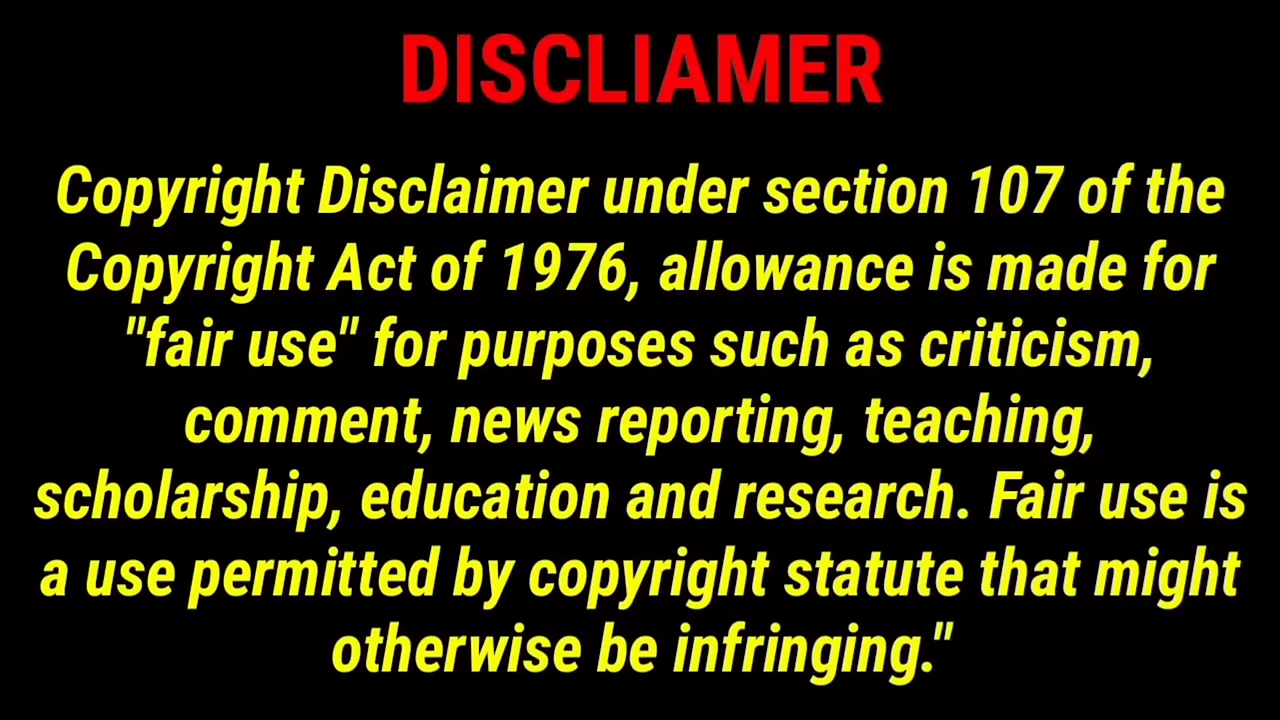 DISCLIAMER
Copyright Disclaimer under section 107 of the
Copyright Act of 1976, allowance is made for
"fair use" for purposes such as criticism,
comment, news reporting, teaching,
scholarship, education and research. Fair use is
a use permitted by copyright statute that might
otherwise be infringing."